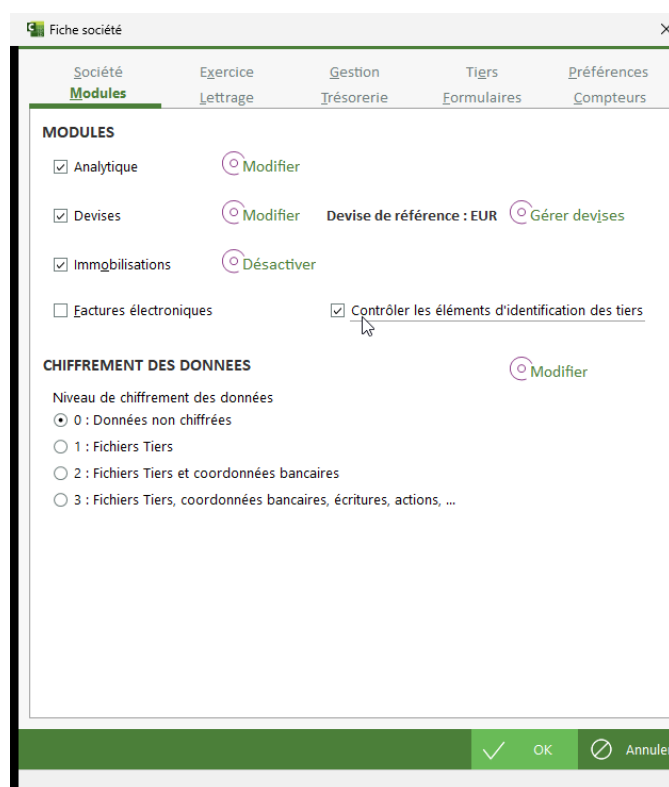 Fiche société
Société Exercice Gestion Tiers Préférences
Modules Lettrage Trésorerie Formulaires Compteurs
MODULES
Analytique Modifier
Devises Modifier Devise de référence : EUR Gérer devises
Immobilisations Désactiver
Factures électroniques Contrôler les éléments d'identification des tiers
CHIFFREMENT DES DONNEES Modifier
Niveau de chiffrement des données
0 : Données non chiffrées
1 : Fichiers Tiers
2 : Fichiers Tiers et coordonnées bancaires
3 : Fichiers Tiers, coordonnées bancaires, écritures, actions, ...
OK Annuler